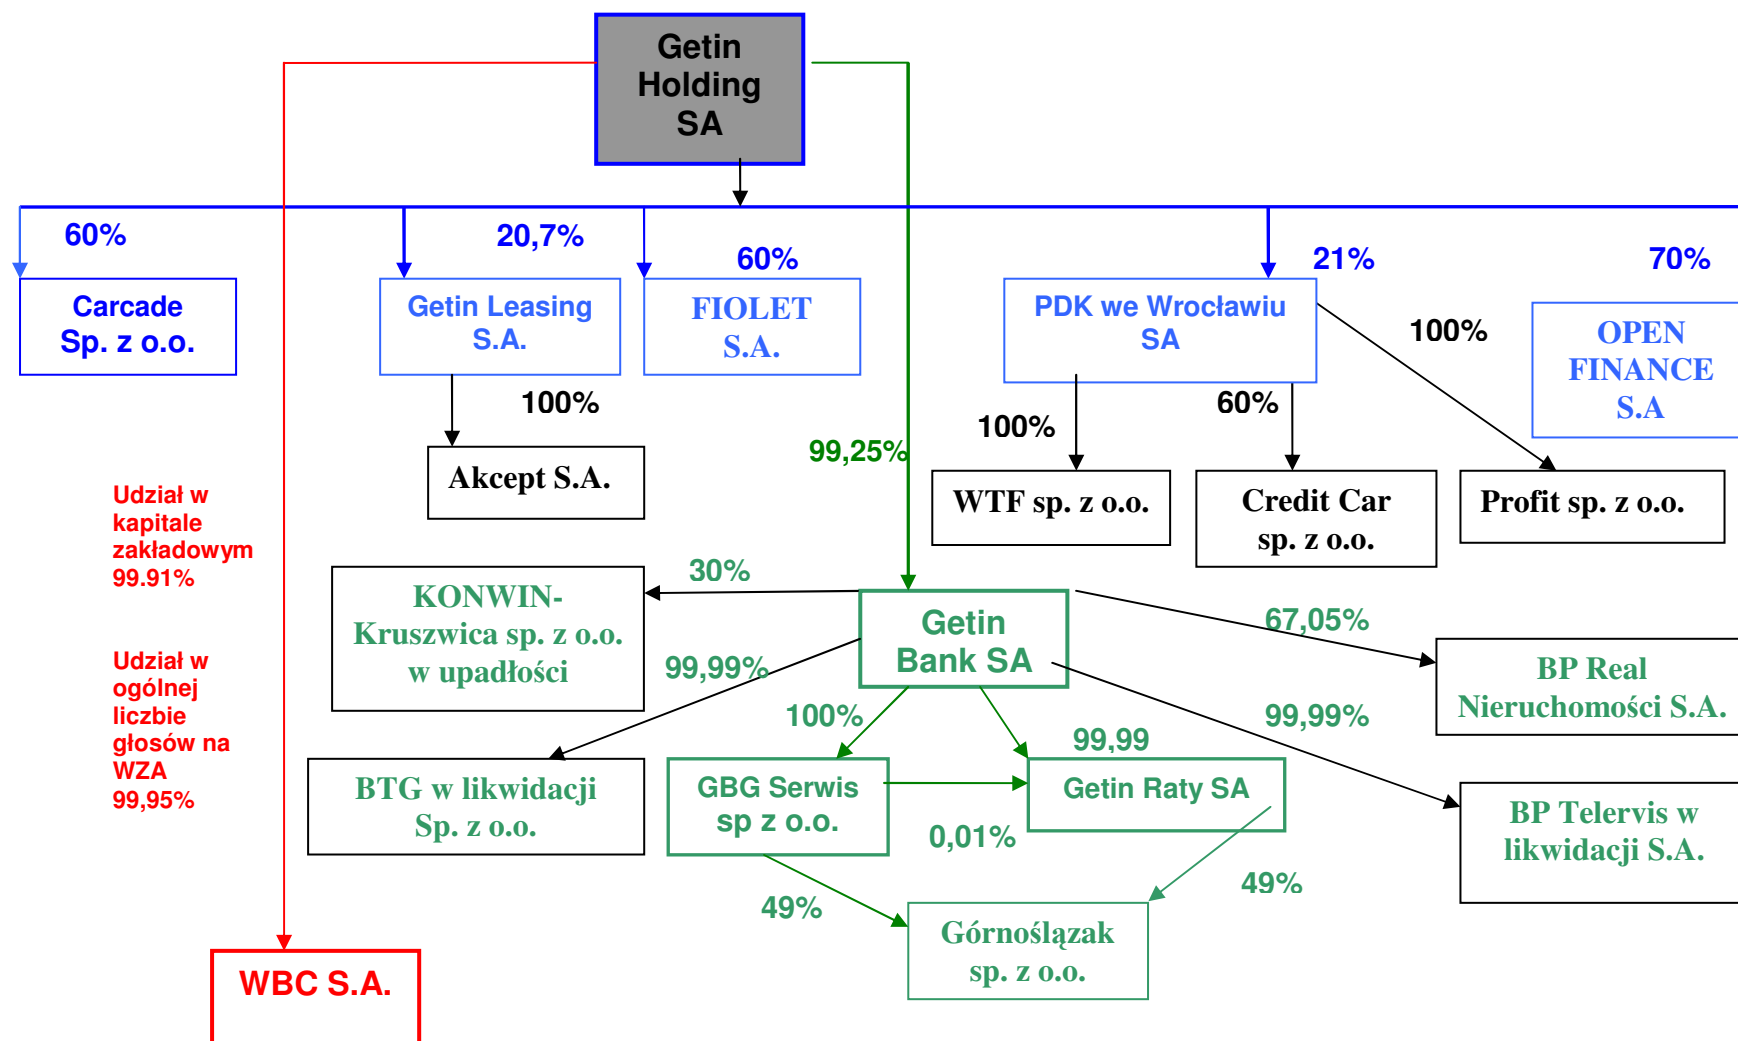 Getin
Holding
SA
60%
20,7%
60%
21%
70%
Carcade
Sp. z o.o.
Getin Leasing
S.A.
FIOLET
S.A.
PDK we Wrocławiu
SA
100%
OPEN
FINANCE
S.A
100%
60%
100%
99,25%
Akcept S.A.
WTF sp. z o.o.
Credit Car
sp. z o.o.
Profit sp. z o.o.
Udział w
kapitale
zakładowym
99.91%
30%
KONWIN-
Kruszwica sp. z o.o.
w upadłości
Getin
Bank SA
67,05%
Udział w
ogólnej
liczbie
głosów na
WZA
99,95%
99,99%
BP Real
Nieruchomości S.A.
100%
99,99
99,99%
BTG w likwidacji
Sp. z o.o.
GBG Serwis
sp z o.o.
Getin Raty SA
0,01%
BP Telervis w
likwidacji S.A.
49%
49%
Górnoślązak
sp. z o.o.
WBC S.A.